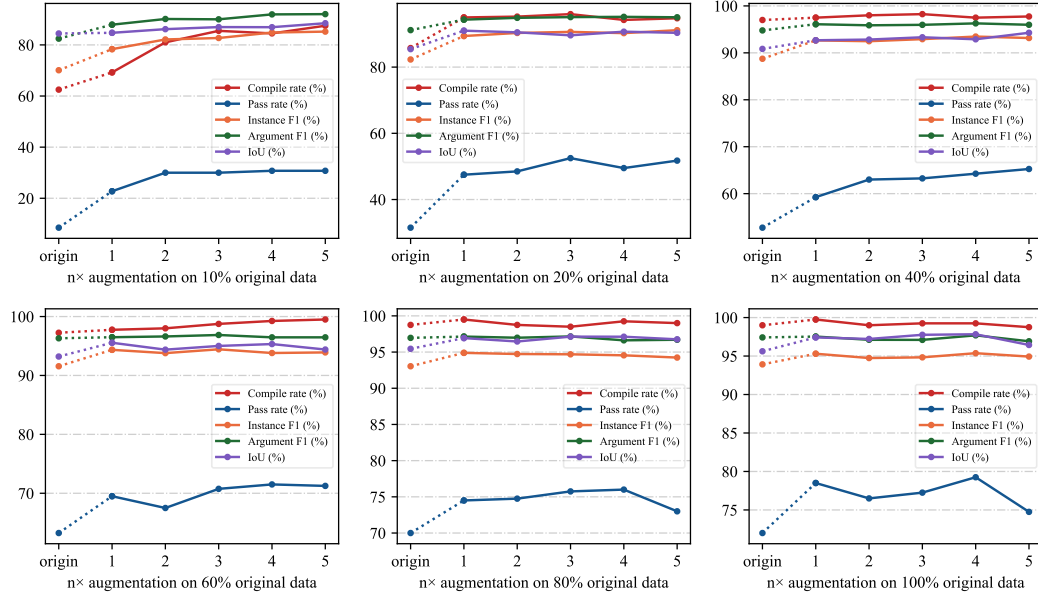 80
60
40
20
Compile rate (%)
Pass rate (%)
Instance F1 (%)
Argument F1 (%)
IoU (%)
origin 1 2 3 4 5
n× augmentation on 10% original data
80
60
40
Compile rate (%)
Pass rate (%)
Instance F1 (%)
Argument F1 (%)
IoU (%)
origin 1 2 3 4 5
n× augmentation on 20% original data
100
90
80
70
60
Compile rate (%)
Pass rate (%)
Instance F1 (%)
Argument F1 (%)
IoU (%)
origin 1 2 3 4 5
n× augmentation on 40% original data
100
90
80
70
Compile rate (%)
Pass rate (%)
Instance F1 (%)
Argument F1 (%)
IoU (%)
origin 1 2 3 4 5
n× augmentation on 60% original data
100
95
90
85
80
75
70
Compile rate (%)
Pass rate (%)
Instance F1 (%)
Argument F1 (%)
IoU (%)
origin 1 2 3 4 5
n× augmentation on 80% original data
100
95
90
85
80
75
Compile rate (%)
Pass rate (%)
Instance F1 (%)
Argument F1 (%)
IoU (%)
origin 1 2 3 4 5
n× augmentation on 100% original data